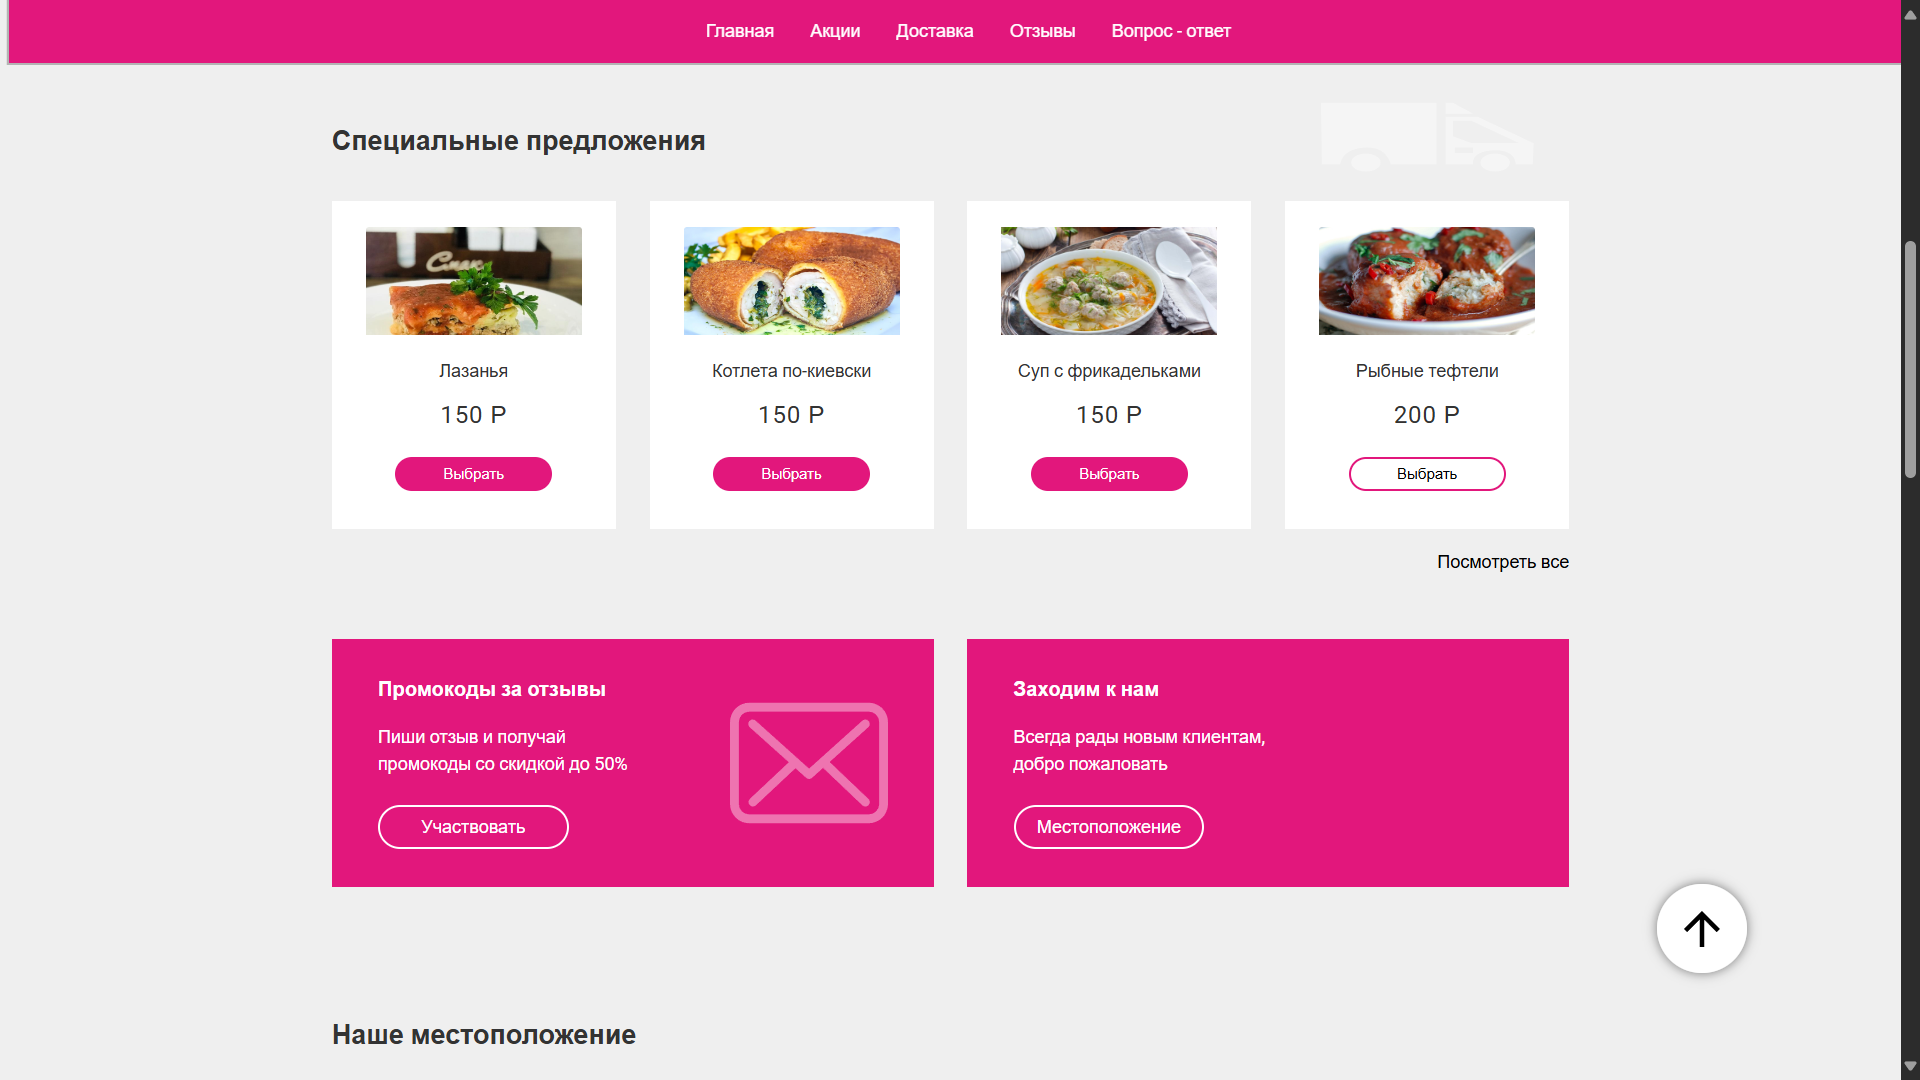 Главная Акции Доставка Отзывы Вопрос - ответ
Специальные предложения
Лазанья
150 Р
Выбрать
Котлета по-киевски
150 Р
Выбрать
Суп с фрикадельками
150 Р
Выбрать
Рыбные тефтели
200 Р
Выбрать
Посмотреть все
Промокоды за отзывы
Пиши отзыв и получай
промокоды со скидкой до 50%
Участвовать
Заходим к нам
Всегда рады новым клиентам,
добро пожаловать
Местоположение
Наше местоположение